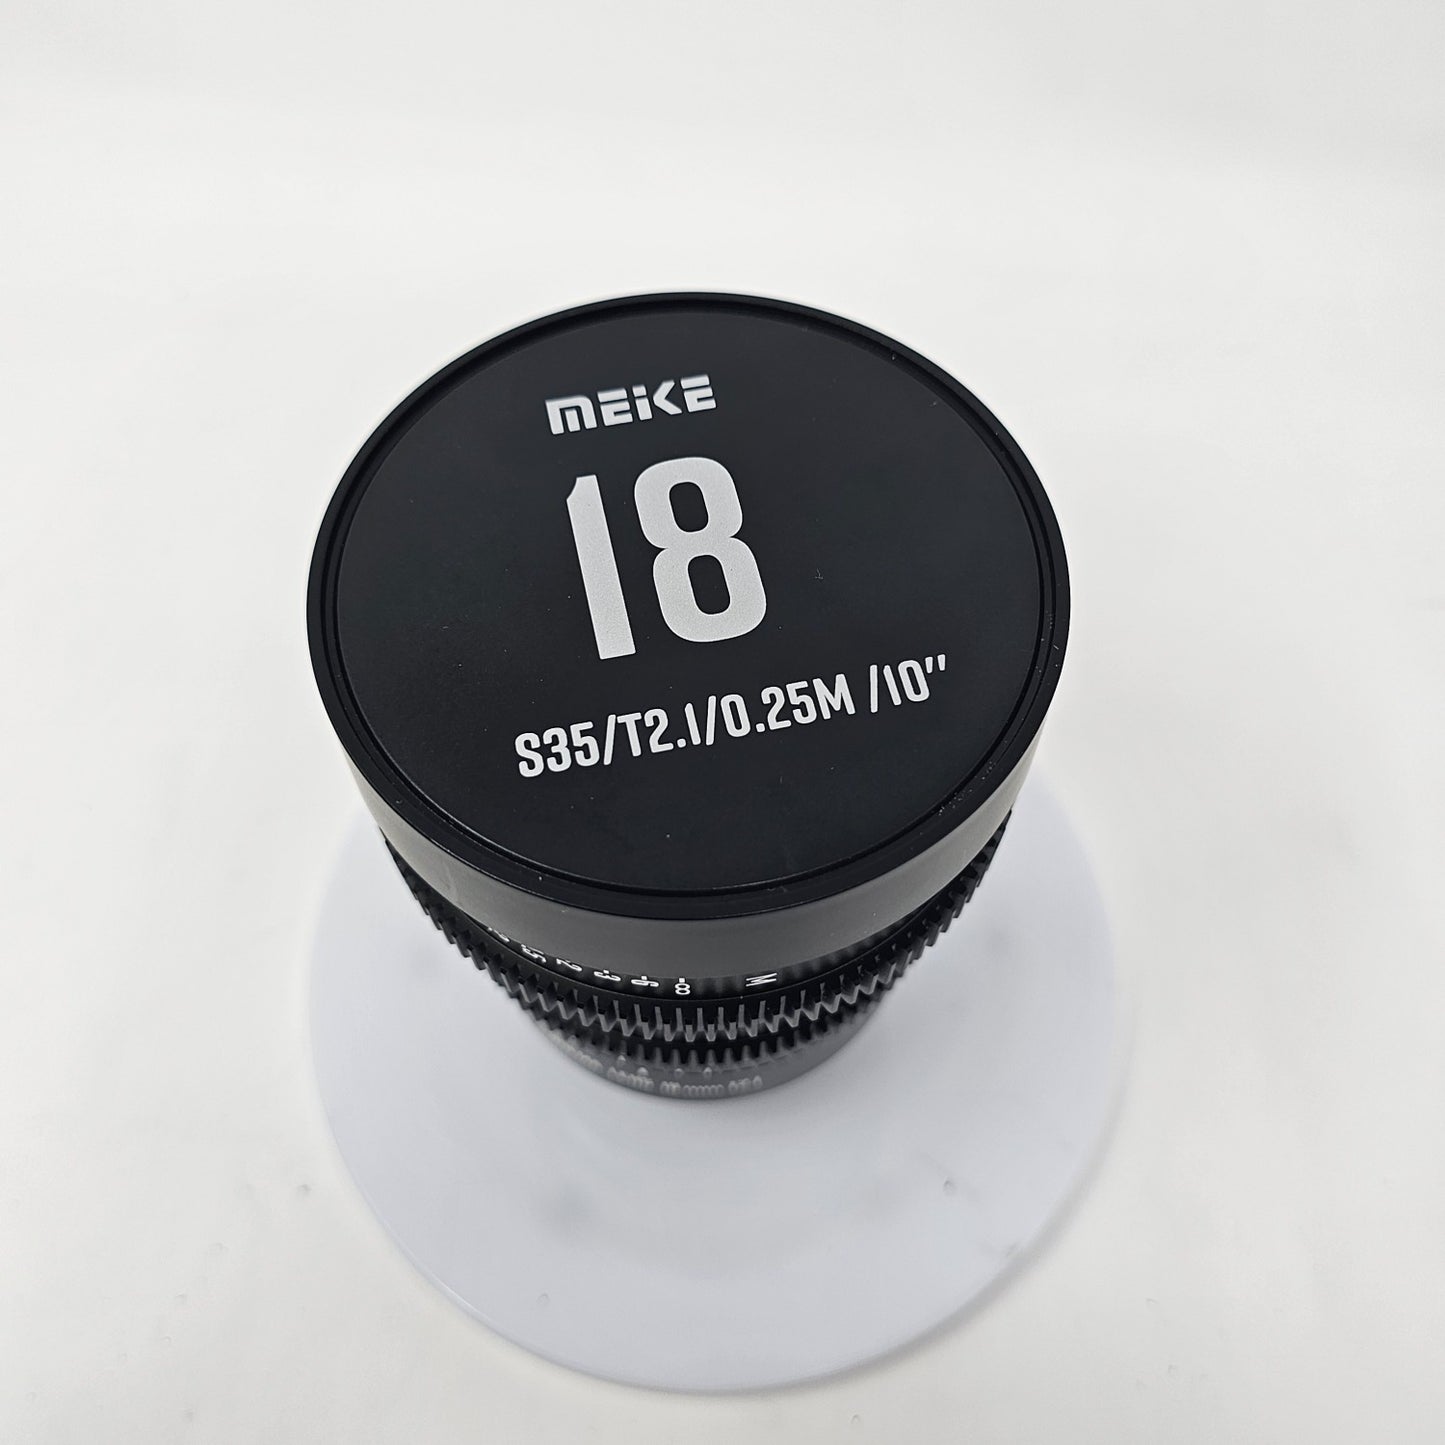 MEiKE
18
S35/T2.1/0.25M /10"
M